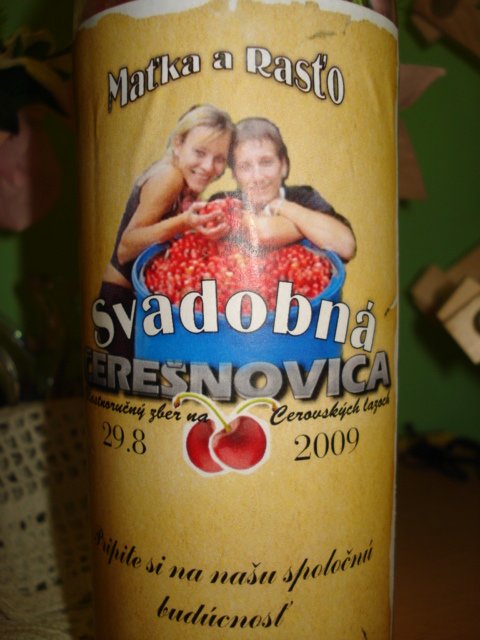 Maťka a Rasťo
Svadobná
ČEREŠNOVICA
vlastnoručný zber na Cerovských lazoch
29.8 2009
Pripite si na našu spoločnú
budúcnosť